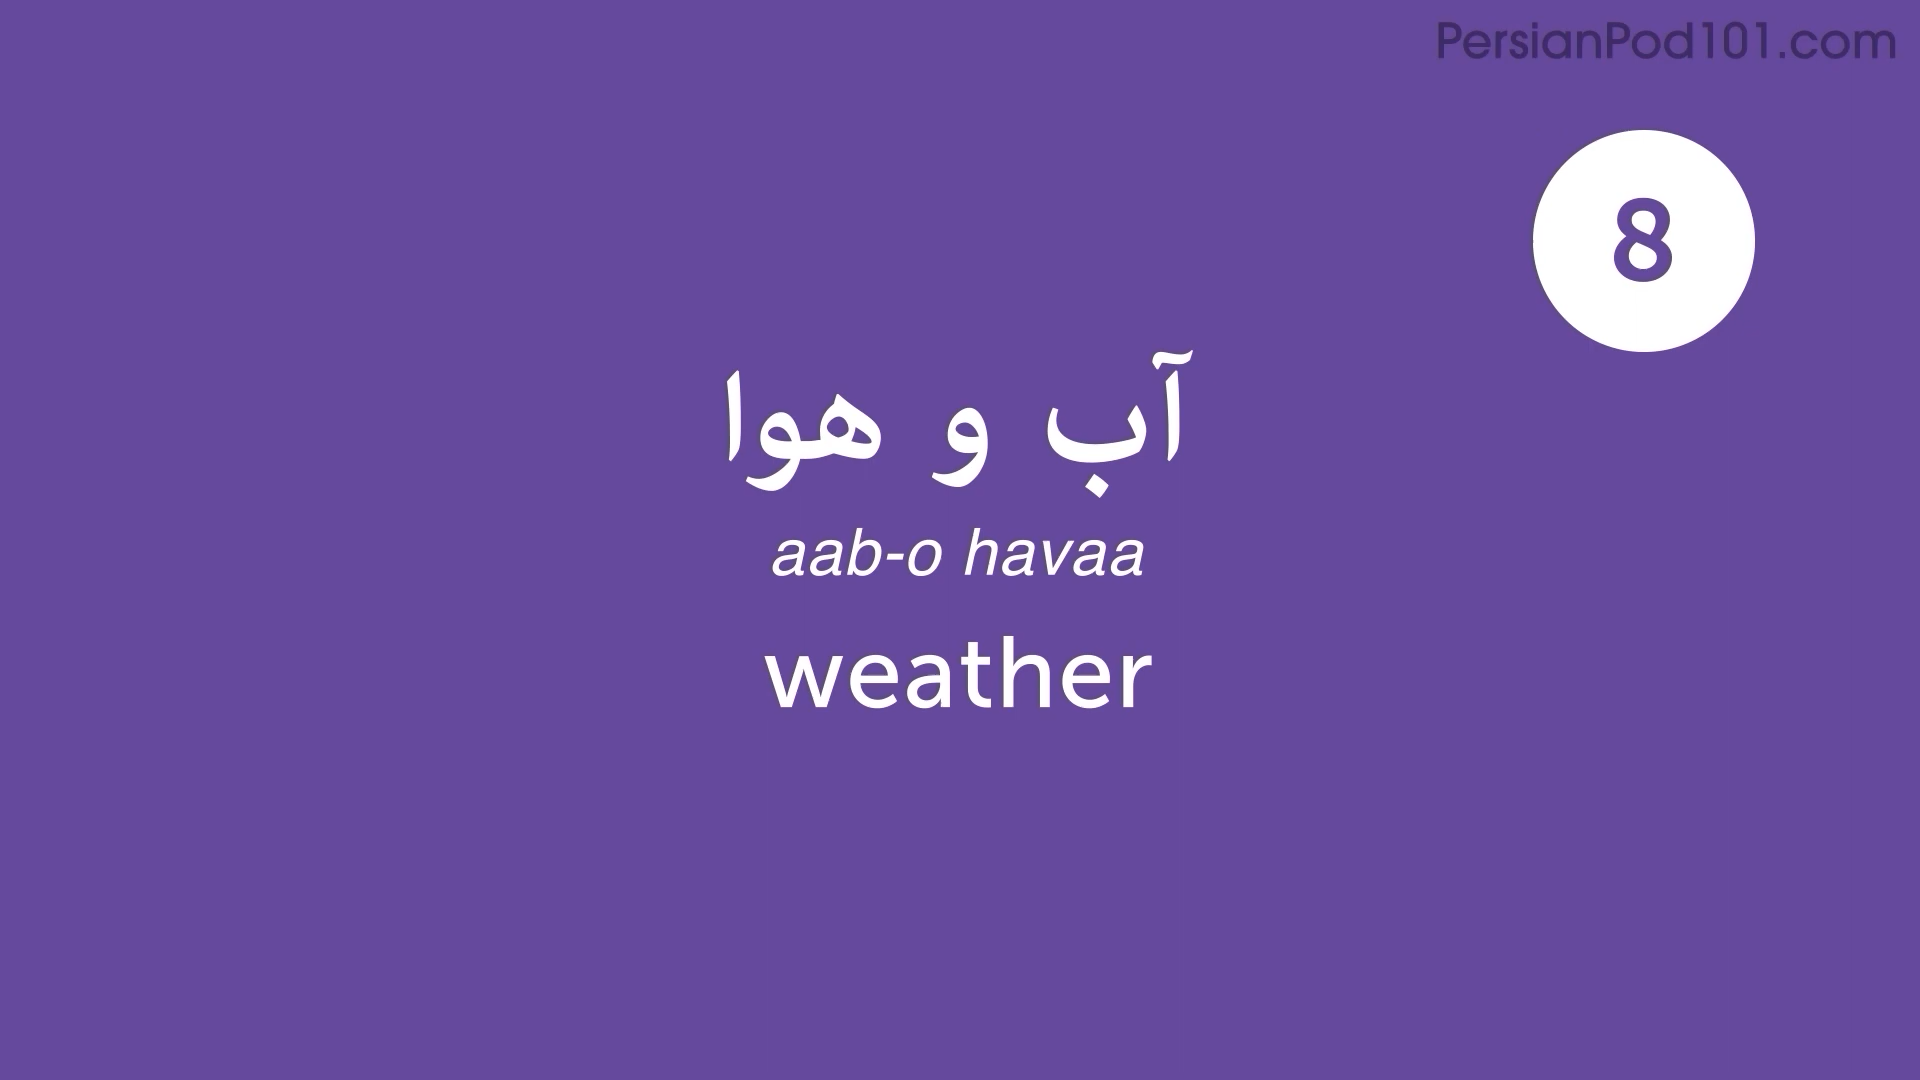 PersianPod101.com
8
آب و هوا
aab-o havaa
weather